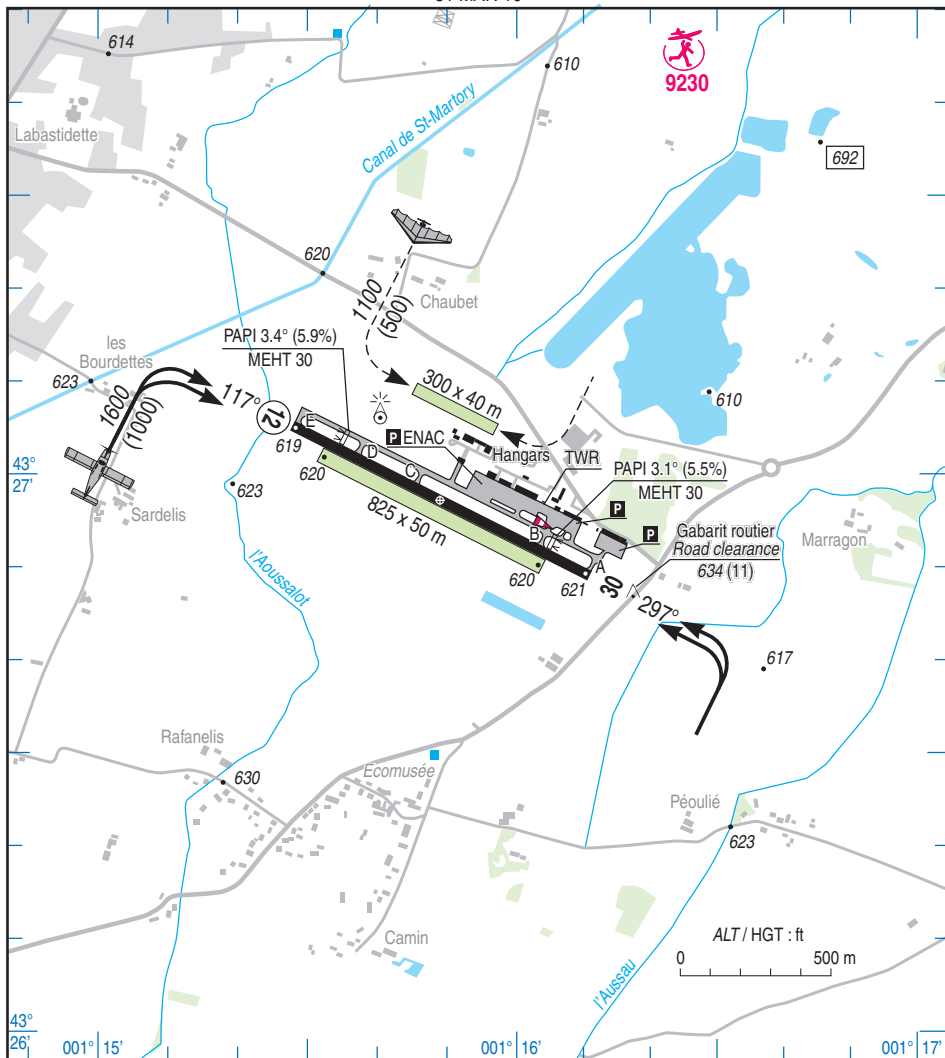 614
610
9230
Labastidette
Canal de St-Martory
692
620
Chaubet
1100
(500)
PAPI 3.4° (5.9%)
MEHT 30
les
Bourdettes
623
1600
(1000)
117°
12
300 x 40 m
610
E
619
P ENAC
Hangars
TWR
D
PAPI 3.1° (5.5%)
MEHT 30
43°
27'
620
C
623
Sardelis
825 x 50 m
P
P
B
Gabarit routier
Road clearance
634 (11)
Marragon
A
620
621
30
297°
l'Aoussalot
617
Rafanelis
630
Ecomusée
Péoulié
623
Camin
ALT / HGT : ft
0 500 m
l'Aussau
43°
26'
001° 15'
001° 16'
001° 17'